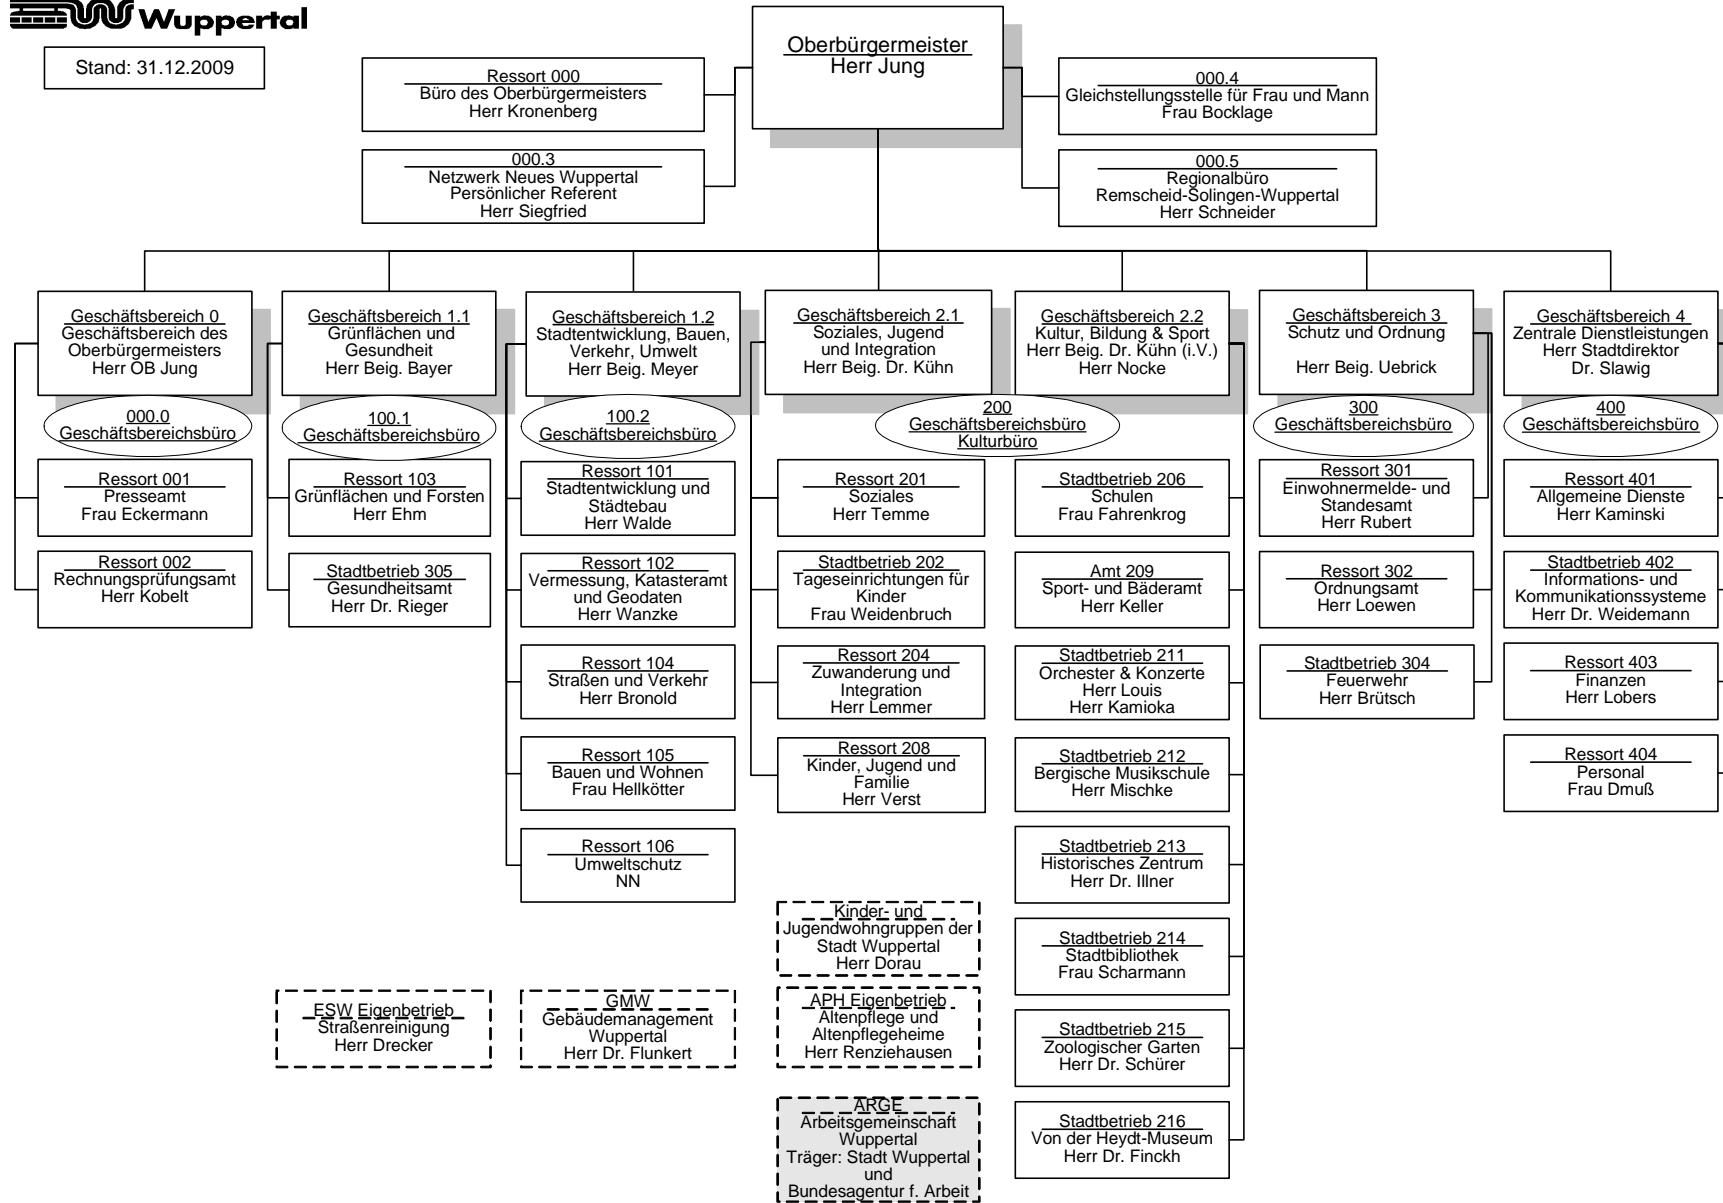 Wuppertal
Stand: 31.12.2009
Oberbürgermeister
Herr Jung
Ressort 000
Büro des Oberbürgermeisters
Herr Kronenberg
000.3
Netzwerk Neues Wuppertal
Persönlicher Referent
Herr Siegfried
000.4
Gleichstellungsstelle für Frau und Mann
Frau Bocklage
000.5
Regionalbüro
Remscheid-Solingen-Wuppertal
Herr Schneider
Geschäftsbereich 0
Geschäftsbereich des
Oberbürgermeisters
Herr OB Jung
000.0
Geschäftsbereichsbüro
Ressort 001
Presseamt
Frau Eckermann
Ressort 002
Rechnungsprüfungsamt
Herr Kobelt
Geschäftsbereich 1.1
Grünflächen und
Gesundheit
Herr Beig. Bayer
100.1
Geschäftsbereichsbüro
Ressort 103
Grünflächen und Forsten
Herr Ehm
Stadtbetrieb 305
Gesundheitsamt
Herr Dr. Rieger
ESW Eigenbetrieb
Straßenreinigung
Herr Drecker
Geschäftsbereich 1.2
Stadtentwicklung, Bauen,
Verkehr, Umwelt
Herr Beig. Meyer
100.2
Geschäftsbereichsbüro
Ressort 101
Stadtentwicklung und
Städtebau
Herr Walde
Ressort 102
Vermessung, Katasteramt
und Geodaten
Herr Wanzke
Ressort 104
Straßen und Verkehr
Herr Bronold
Ressort 105
Bauen und Wohnen
Frau Hellkötter
Ressort 106
Umweltschutz
NN
GMW
Gebäudemanagement
Wuppertal
Herr Dr. Flunkert
Geschäftsbereich 2.1
Soziales, Jugend
und Integration
Herr Beig. Dr. Kühn
200
Geschäftsbereichsbüro
Kulturbüro
Ressort 201
Soziales
Herr Temme
Stadtbetrieb 202
Tageseinrichtungen für
Kinder
Frau Weidenbruch
Ressort 204
Zuwanderung und
Integration
Herr Lemmer
Ressort 208
Kinder, Jugend und
Familie
Herr Verst
Kinder- und
Jugendwohngruppen der
Stadt Wuppertal
Herr Dorau
APH Eigenbetrieb
Altenpflege und
Altenpflegeheime
Herr Renziehausen
ARGE
Arbeitsgemeinschaft
Wuppertal
Träger: Stadt Wuppertal
und
Bundesagentur f. Arbeit
Geschäftsbereich 2.2
Kultur, Bildung & Sport
Herr Beig. Dr. Kühn (i.V.)
Herr Nocke
Stadtbetrieb 206
Schulen
Frau Fahrenkrog
Amt 209
Sport- und Bäderamt
Herr Keller
Stadtbetrieb 211
Orchester & Konzerte
Herr Louis
Herr Kamioka
Stadtbetrieb 212
Bergische Musikschule
Herr Mischke
Stadtbetrieb 213
Historisches Zentrum
Herr Dr. Illner
Stadtbetrieb 214
Stadtbibliothek
Frau Scharmann
Stadtbetrieb 215
Zoologischer Garten
Herr Dr. Schürer
Stadtbetrieb 216
Von der Heydt-Museum
Herr Dr. Finckh
Geschäftsbereich 3
Schutz und Ordnung
Herr Beig. Uebrick
300
Geschäftsbereichsbüro
Ressort 301
Einwohnermelde- und
Standesamt
Herr Rubert
Ressort 302
Ordnungsamt
Herr Loewen
Stadtbetrieb 304
Feuerwehr
Herr Brütsch
Geschäftsbereich 4
Zentrale Dienstleistungen
Herr Stadtdirektor
Dr. Slawig
400
Geschäftsbereichsbüro
Ressort 401
Allgemeine Dienste
Herr Kaminski
Stadtbetrieb 402
Informations- und
Kommunikationssysteme
Herr Dr. Weidemann
Ressort 403
Finanzen
Herr Lobers
Ressort 404
Personal
Frau Dmuß